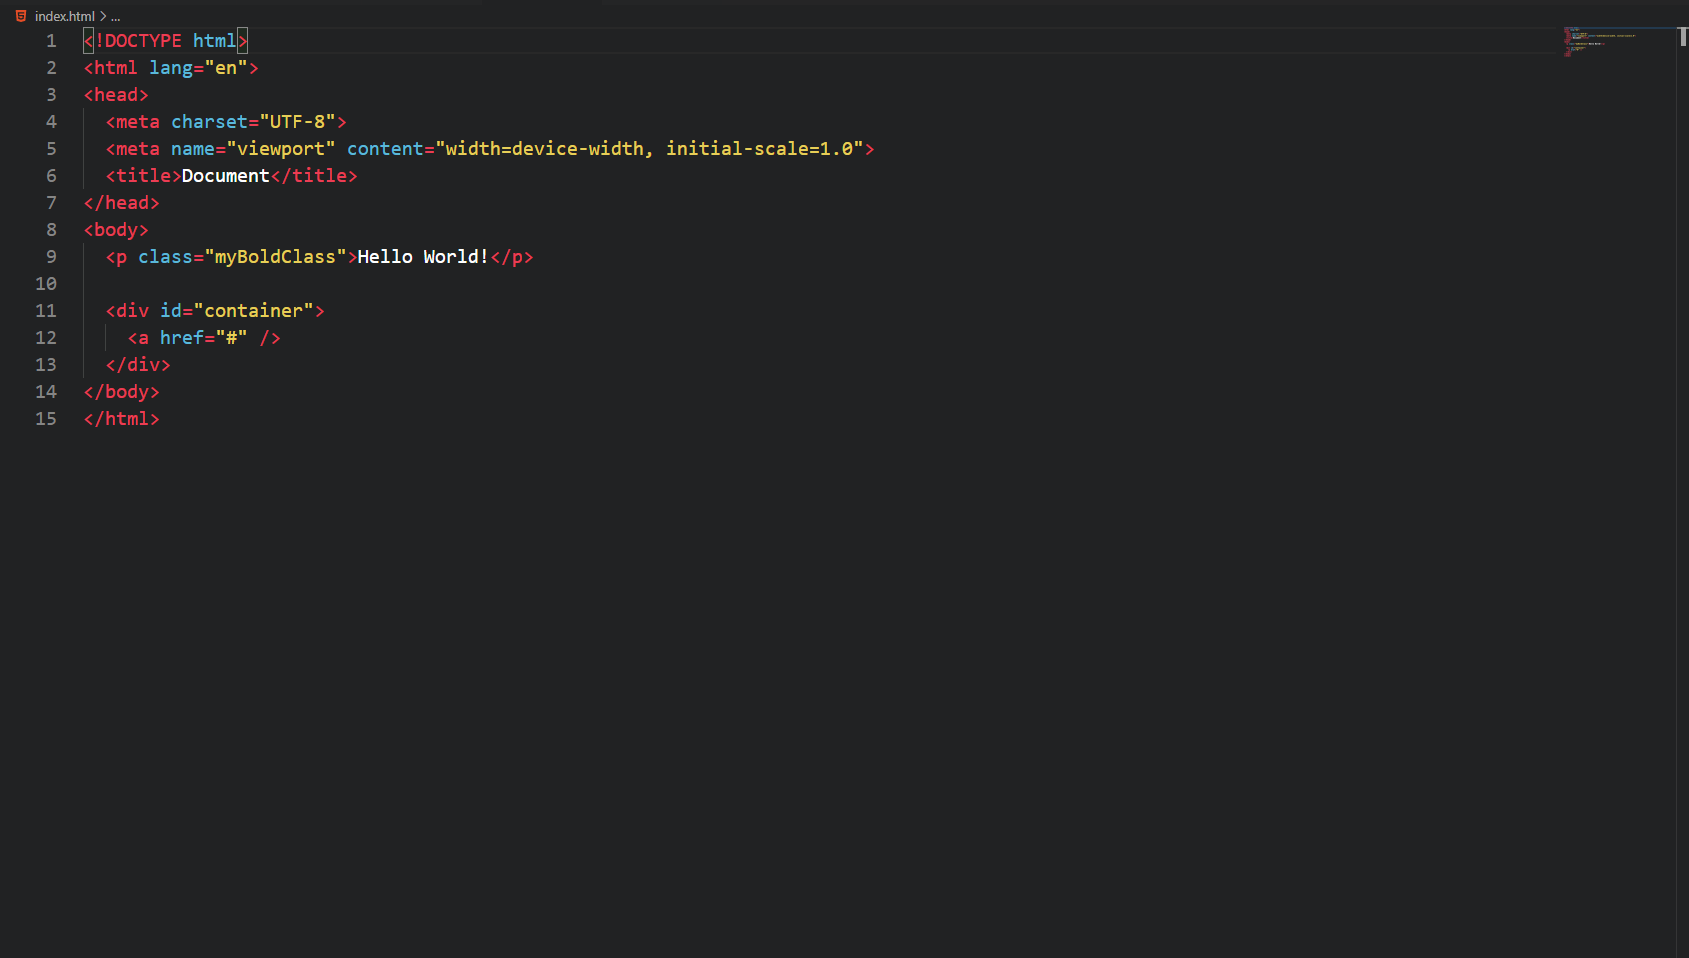 index.html > ...
1 <!DOCTYPE html>
2 <html lang="en">
3 <head>
4   <meta charset="UTF-8">
5   <meta name="viewport" content="width=device-width, initial-scale=1.0">
6   <title>Document</title>
7 </head>
8 <body>
9   <p class="myBoldClass">Hello World!</p>
10
11   <div id="container">
12     <a href="#" />
13   </div>
14 </body>
15 </html>